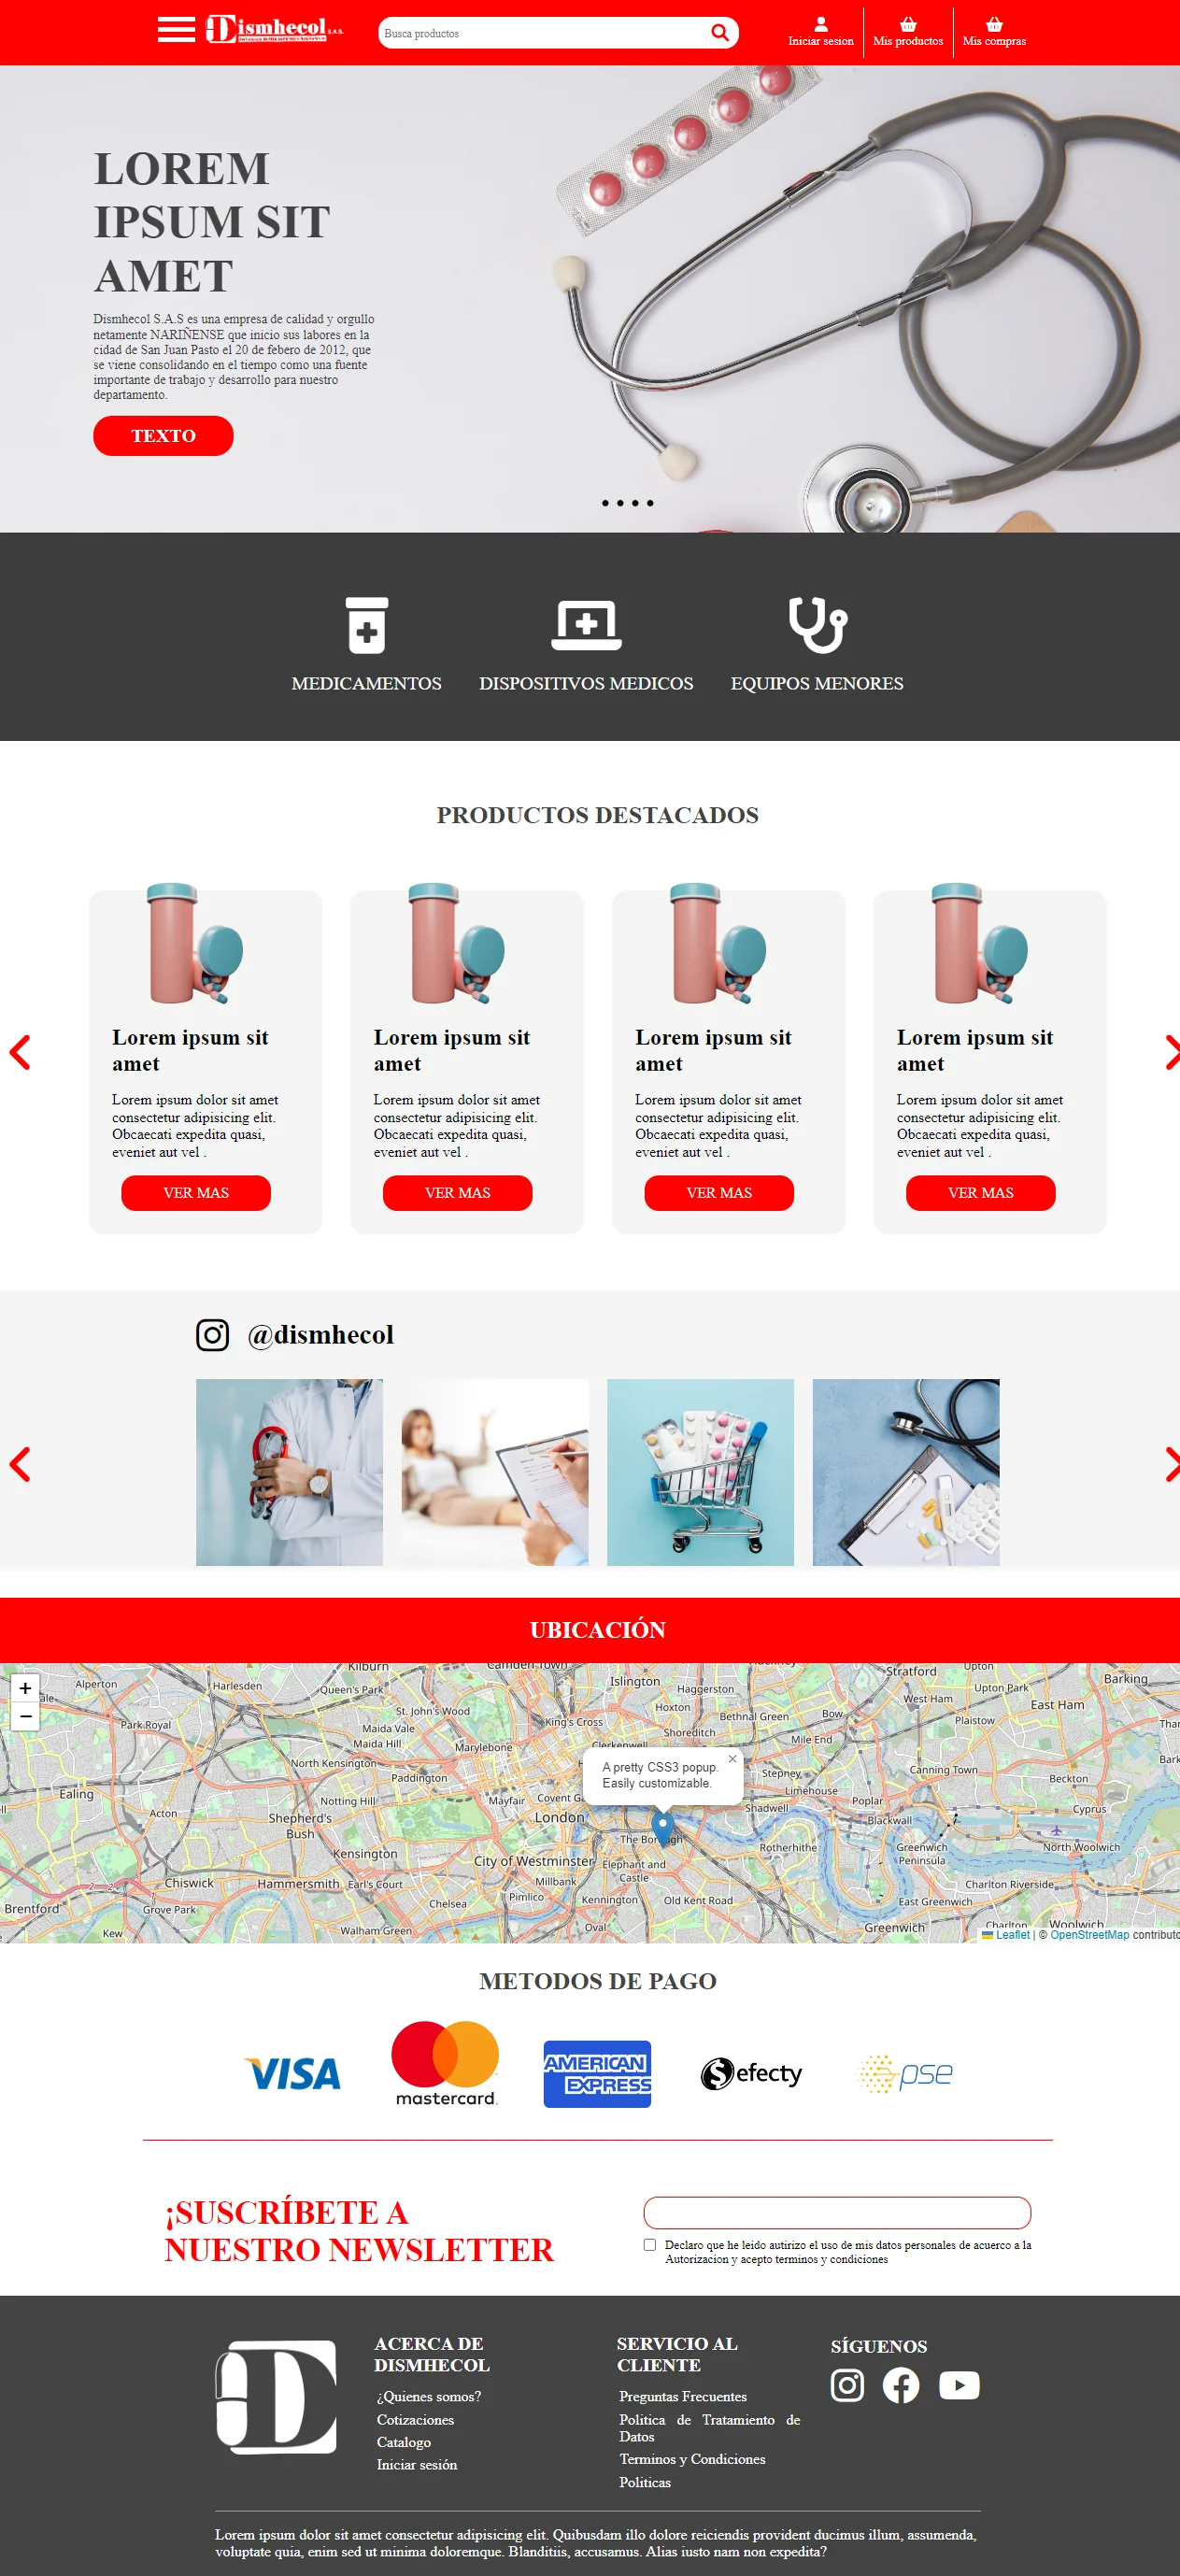 Dismhecol S.A.S.
Busca productos
Iniciar sesion
Mis productos
Mis compras
LOREM
IPSUM SIT
AMET
Dismhecol S.A.S es una empresa de calidad y orgullo
netamente NARIÑENSE que inicio sus labores en la
cidad de San Juan Pasto el 20 de febero de 2012, que
se viene consolidando en el tiempo como una fuente
importante de trabajo y desarrollo para nuestro
departamento.
TEXTO
MEDICAMENTOS
DISPOSITIVOS MEDICOS
EQUIPOS MENORES
PRODUCTOS DESTACADOS
Lorem ipsum sit
amet
Lorem ipsum dolor sit amet
consectetur adipisicing elit.
Obcaecati expedita quasi,
eveniet aut vel .
VER MAS
Lorem ipsum sit
amet
Lorem ipsum dolor sit amet
consectetur adipisicing elit.
Obcaecati expedita quasi,
eveniet aut vel .
VER MAS
Lorem ipsum sit
amet
Lorem ipsum dolor sit amet
consectetur adipisicing elit.
Obcaecati expedita quasi,
eveniet aut vel .
VER MAS
Lorem ipsum sit
amet
Lorem ipsum dolor sit amet
consectetur adipisicing elit.
Obcaecati expedita quasi,
eveniet aut vel .
VER MAS
@dismhecol
UBICACIÓN
+
−
Kilburn
Camden Town
Islington
Stratford
Upton
Barking
Alperton
Harlesden
Queen's Park
Haggerston
Upton Park
St. John's Wood
Hoxton
Bethnal Green
Bow
West Ham
East Ham
Park Royal
Maida Vale
King's Cross
Shoreditch
Plaistow
Maida Hill
Marylebone
Clerkenwell
Mile End
North Kensington
Paddington
A pretty CSS3 popup.
Easily customizable.
×
Stepney
Canning Town
Beckton
Ealing
Notting Hill
Mayfair
Limehouse
Poplar
Acton
Shepherd's
Bush
London
Shadwell
Blackwall
Cyprus
Kensington
The Borough
Rotherhithe
Greenwich
Peninsula
North Woolwich
City of Westminster
Elephant and
Castle
Chiswick
Hammersmith
Earl's Court
Millbank
Charlton Riverside
Brentford
Grove Park
Chelsea
Pimlico
Kennington
Old Kent Road
East Greenwich
Kew
Walham Green
Oval
Greenwich
Charlton
Woolwich
Leaflet | © OpenStreetMap contributo
METODOS DE PAGO
VISA
mastercard
AMERICAN
EXPRESS
efecty
pse
¡SUSCRÍBETE A
NUESTRO NEWSLETTER
Declaro que he leido autirizo el uso de mis datos personales de acuerco a la
Autorizacion y acepto terminos y condiciones
ACERCA DE
DISMHECOL
¿Quienes somos?
Cotizaciones
Catalogo
Iniciar sesión
SERVICIO AL
CLIENTE
Preguntas Frecuentes
Politica de Tratamiento de
Datos
Terminos y Condiciones
Politicas
SÍGUENOS
Lorem ipsum dolor sit amet consectetur adipisicing elit. Quibusdam illo dolore reiciendis provident ducimus illum, assumenda,
voluptate quia, enim sed ut minima doloremque. Blanditiis, accusamus. Alias iusto nam non expedita?